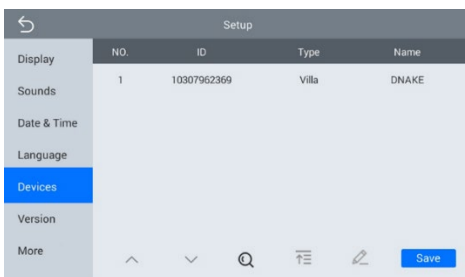 Setup
Display
Sounds
Date & Time
Language
Devices
Version
More
NO. ID Type Name
1 10307962369 Villa DNAKE
Save